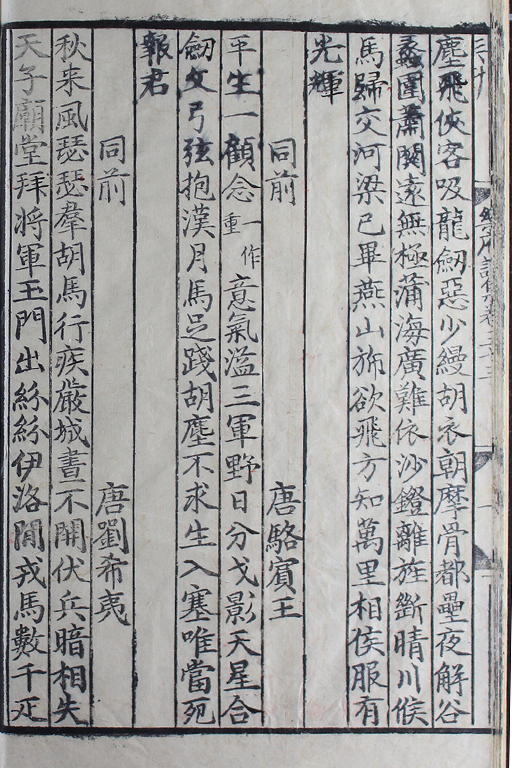 塵飛俠客吸龍劔惡少縵胡衣朝摩骨都壘夜解谷
蠡圍蕭關遠無極蒲海廣難依沙鐙離旌斷晴川候
馬歸交河梁已畢燕山旆欲飛方知萬里相侯服有
光輝
同前 唐駱賓王
平生一顧念一作重意氣溢三軍野日分戈影天星合
劔文弓弦抱漢月馬足踐胡塵不求生入塞唯當死
報君
同前 唐劉希夷
秋来風瑟瑟羣胡馬行疾嚴城晝不開伏兵暗相失
天子廟堂拜將軍玉門出紛紛伊洛間戎馬數千疋